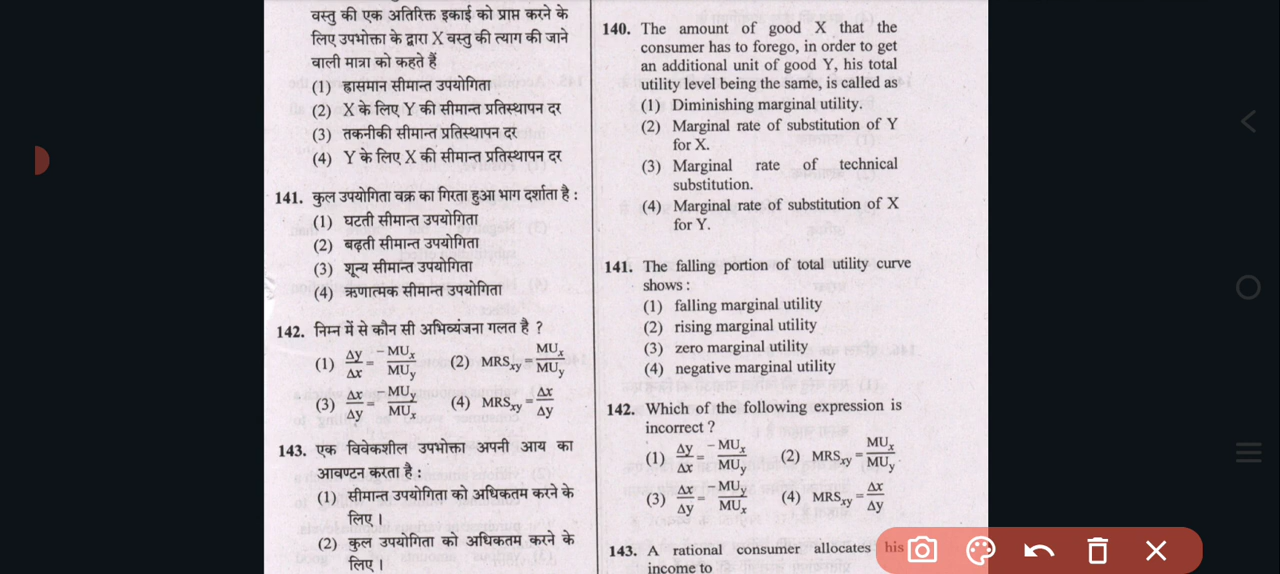 वस्तु की एक अतिरिक्त इकाई को प्राप्त करने के
लिए उपभोक्ता के द्वारा X वस्तु की त्याग की जाने
वाली मात्रा को कहते हैं
(1) ह्रासमान सीमान्त उपयोगिता
(2) X के लिए Y की सीमान्त प्रतिस्थापन दर
(3) तकनीकी सीमान्त प्रतिस्थापन दर
(4) Y के लिए X की सीमान्त प्रतिस्थापन दर
141. कुल उपयोगिता वक्र का गिरता हुआ भाग दर्शाता है :
(1) घटती सीमान्त उपयोगिता
(2) बढ़ती सीमान्त उपयोगिता
(3) शून्य सीमान्त उपयोगिता
(4) ऋणात्मक सीमान्त उपयोगिता
142. निम्न में से कौन सी अभिव्यंजना गलत है ?
(1) Δy/Δx = −MUx/MUy (2) MRSxy = MUx/MUy
(3) Δx/Δy = −MUy/MUx (4) MRSxy = Δx/Δy
143. एक विवेकशील उपभोक्ता अपनी आय का
आवण्टन करता है :
(1) सीमान्त उपयोगिता को अधिकतम करने के
लिए ।
(2) कुल उपयोगिता को अधिकतम करने के
लिए ।
140. The amount of good X that the
consumer has to forego, in order to get
an additional unit of good Y, his total
utility level being the same, is called as
(1) Diminishing marginal utility.
(2) Marginal rate of substitution of Y
for X.
(3) Marginal rate of technical
substitution.
(4) Marginal rate of substitution of X
for Y.
141. The falling portion of total utility curve
shows :
(1) falling marginal utility
(2) rising marginal utility
(3) zero marginal utility
(4) negative marginal utility
142. Which of the following expression is
incorrect ?
(1) Δy/Δx = −MUx/MUy (2) MRSxy = MUx/MUy
(3) Δx/Δy = −MUy/MUx (4) MRSxy = Δx/Δy
143. A rational consumer allocates his
income to